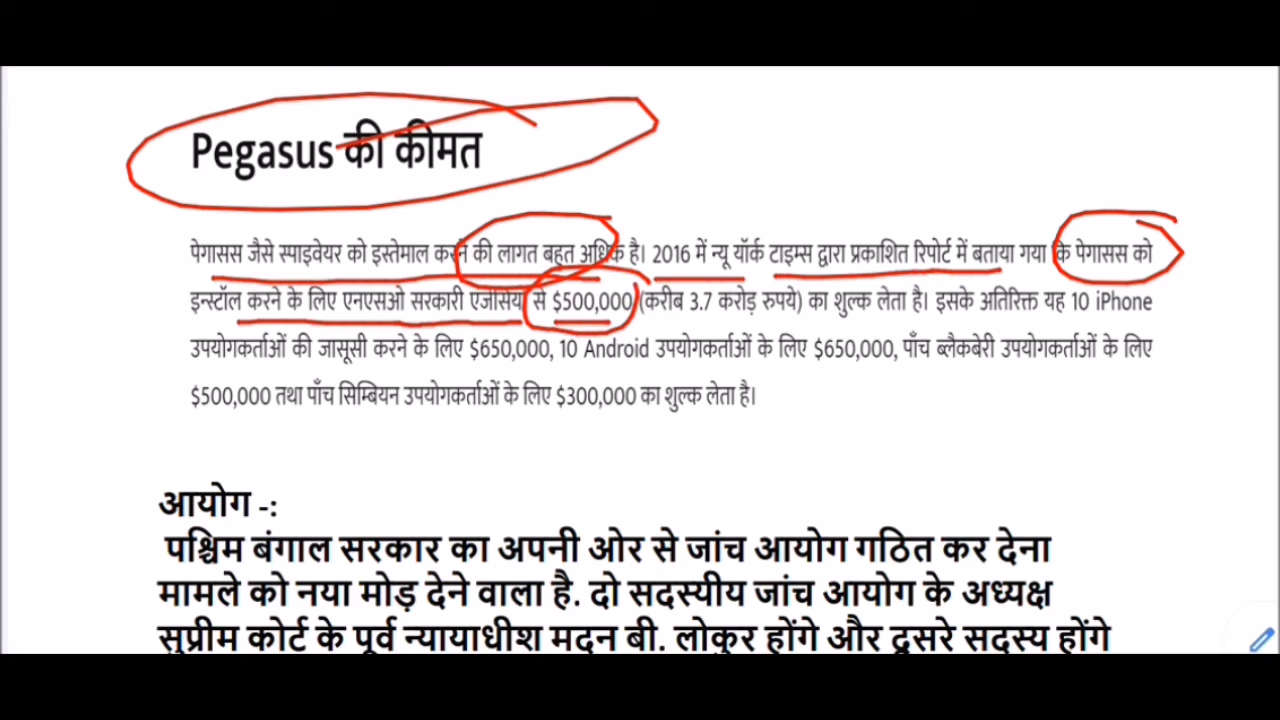 Pegasus की कीमत
पेगासस जैसे स्पाइवेयर को इस्तेमाल करने की लागत बहुत अधिक है। 2016 में न्यू यॉर्क टाइम्स द्वारा प्रकाशित रिपोर्ट में बताया गया कि पेगासस को
इन्स्टॉल करने के लिए एनएसओ सरकारी एजेंसियों से $500,000 (करीब 3.7 करोड़ रुपये) का शुल्क लेता है। इसके अतिरिक्त यह 10 iPhone
उपयोगकर्ताओं की जासूसी करने के लिए $650,000, 10 Android उपयोगकर्ताओं के लिए $650,000, पाँच ब्लैकबेरी उपयोगकर्ताओं के लिए
$500,000 तथा पाँच सिम्बियन उपयोगकर्ताओं के लिए $300,000 का शुल्क लेता है।
आयोग -:
पश्चिम बंगाल सरकार का अपनी ओर से जांच आयोग गठित कर देना
मामले को नया मोड़ देने वाला है. दो सदस्यीय जांच आयोग के अध्यक्ष
सुप्रीम कोर्ट के पूर्व न्यायाधीश मदन बी. लोकुर होंगे और दूसरे सदस्य होंगे